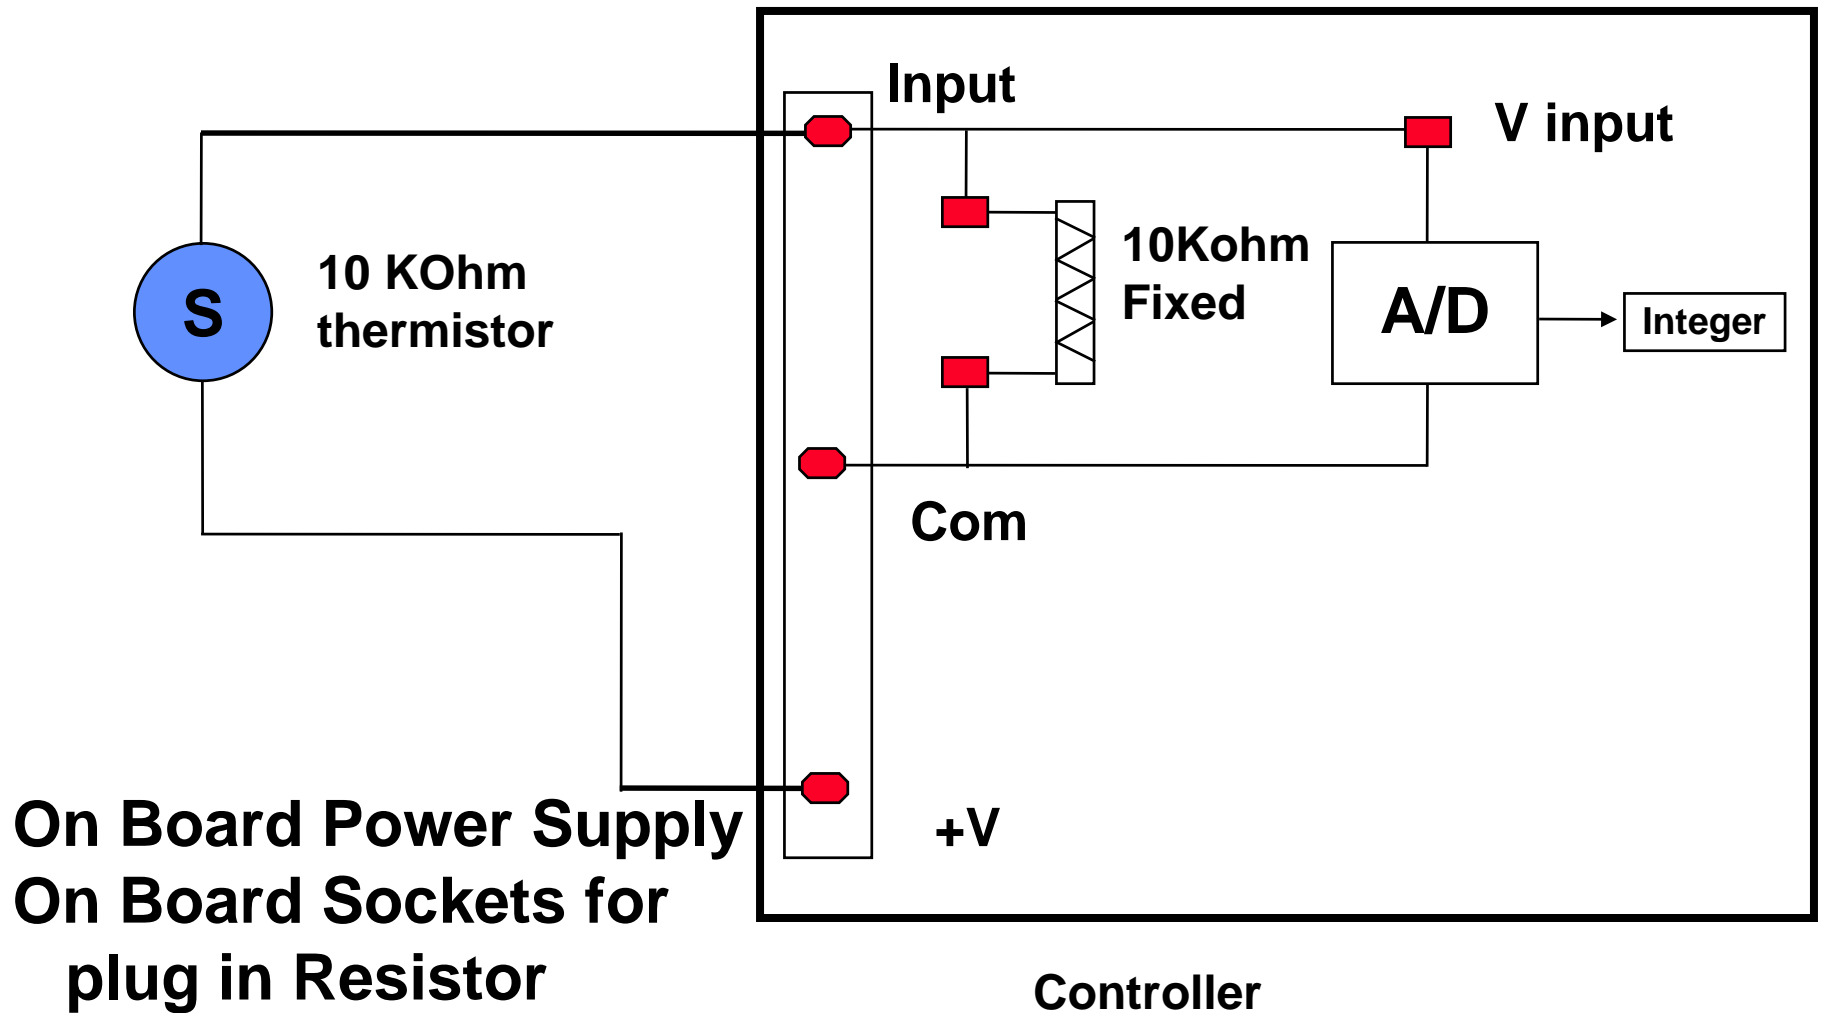 Input
V input
10 KOhm
thermistor
S
10Kohm
Fixed
A/D
Integer
Com
+V
On Board Power Supply
On Board Sockets for
plug in Resistor
Controller